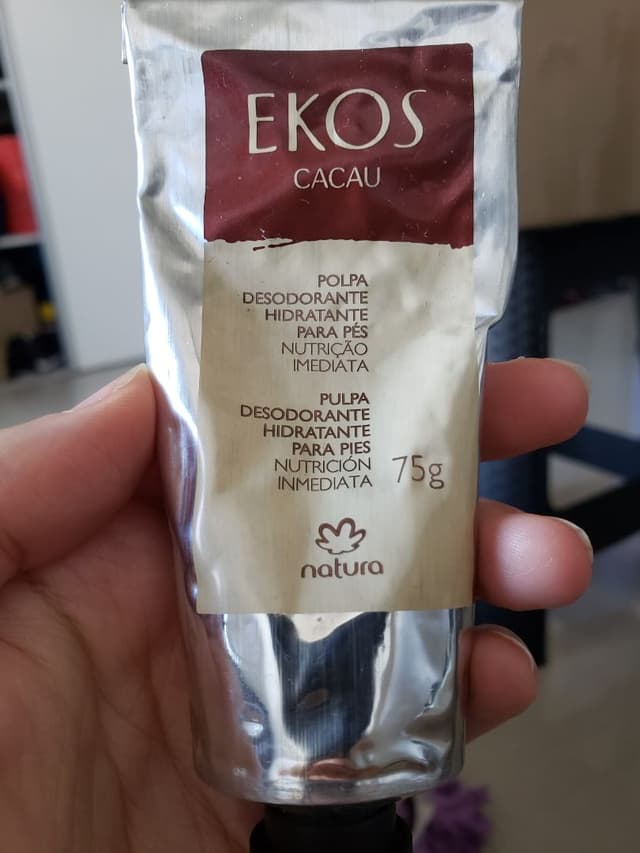 EKOS
CACAU
POLPA
DESODORANTE
HIDRATANTE
PARA PÉS
NUTRIÇÃO
IMEDIATA
PULPA
DESODORANTE
HIDRATANTE
PARA PIES
NUTRICIÓN
INMEDIATA
75g
natura